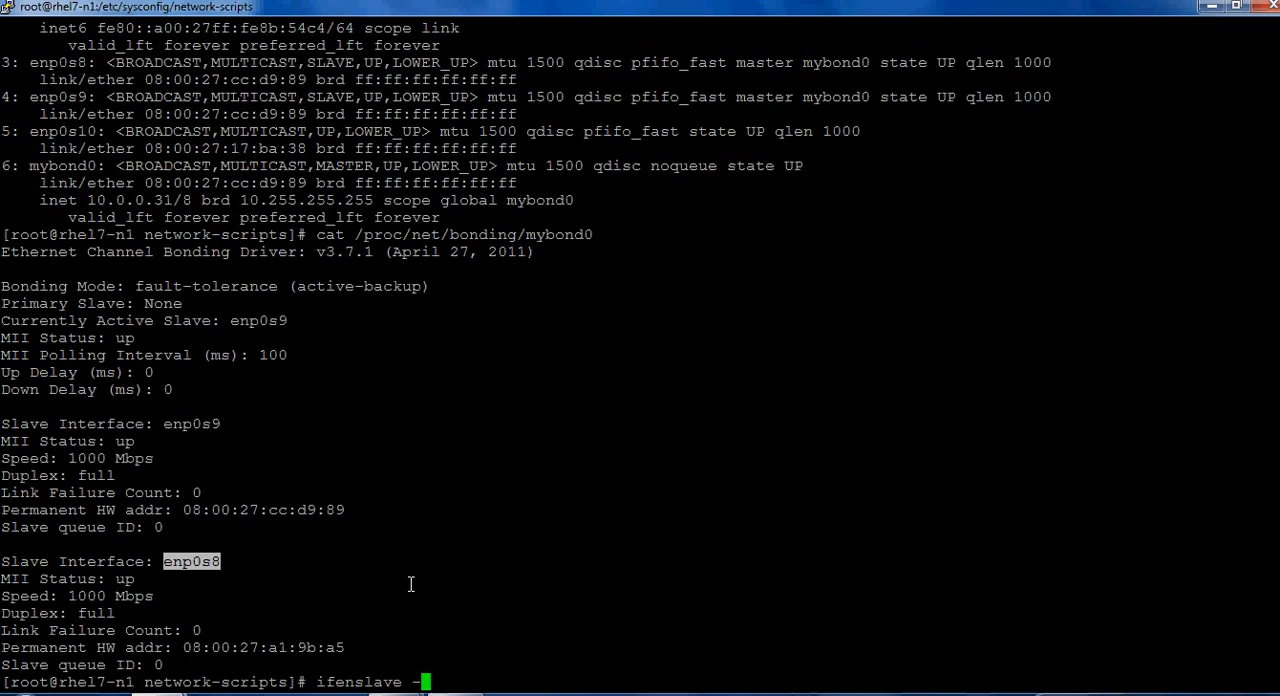 root@rhel7-n1:/etc/sysconfig/network-scripts
inet6 fe80::a00:27ff:fe8b:54c4/64 scope link
valid_lft forever preferred_lft forever
3: enp0s8: <BROADCAST,MULTICAST,SLAVE,UP,LOWER_UP> mtu 1500 qdisc pfifo_fast master mybond0 state UP qlen 1000
link/ether 08:00:27:cc:d9:89 brd ff:ff:ff:ff:ff:ff
4: enp0s9: <BROADCAST,MULTICAST,SLAVE,UP,LOWER_UP> mtu 1500 qdisc pfifo_fast master mybond0 state UP qlen 1000
link/ether 08:00:27:cc:d9:89 brd ff:ff:ff:ff:ff:ff
5: enp0s10: <BROADCAST,MULTICAST,UP,LOWER_UP> mtu 1500 qdisc pfifo_fast state UP qlen 1000
link/ether 08:00:27:17:ba:38 brd ff:ff:ff:ff:ff:ff
6: mybond0: <BROADCAST,MULTICAST,MASTER,UP,LOWER_UP> mtu 1500 qdisc noqueue state UP
link/ether 08:00:27:cc:d9:89 brd ff:ff:ff:ff:ff:ff
inet 10.0.0.31/8 brd 10.255.255.255 scope global mybond0
valid_lft forever preferred_lft forever
[root@rhel7-n1 network-scripts]# cat /proc/net/bonding/mybond0
Ethernet Channel Bonding Driver: v3.7.1 (April 27, 2011)
Bonding Mode: fault-tolerance (active-backup)
Primary Slave: None
Currently Active Slave: enp0s9
MII Status: up
MII Polling Interval (ms): 100
Up Delay (ms): 0
Down Delay (ms): 0
Slave Interface: enp0s9
MII Status: up
Speed: 1000 Mbps
Duplex: full
Link Failure Count: 0
Permanent HW addr: 08:00:27:cc:d9:89
Slave queue ID: 0
Slave Interface: enp0s8
MII Status: up
Speed: 1000 Mbps
Duplex: full
Link Failure Count: 0
Permanent HW addr: 08:00:27:a1:9b:a5
Slave queue ID: 0
[root@rhel7-n1 network-scripts]# ifenslave -